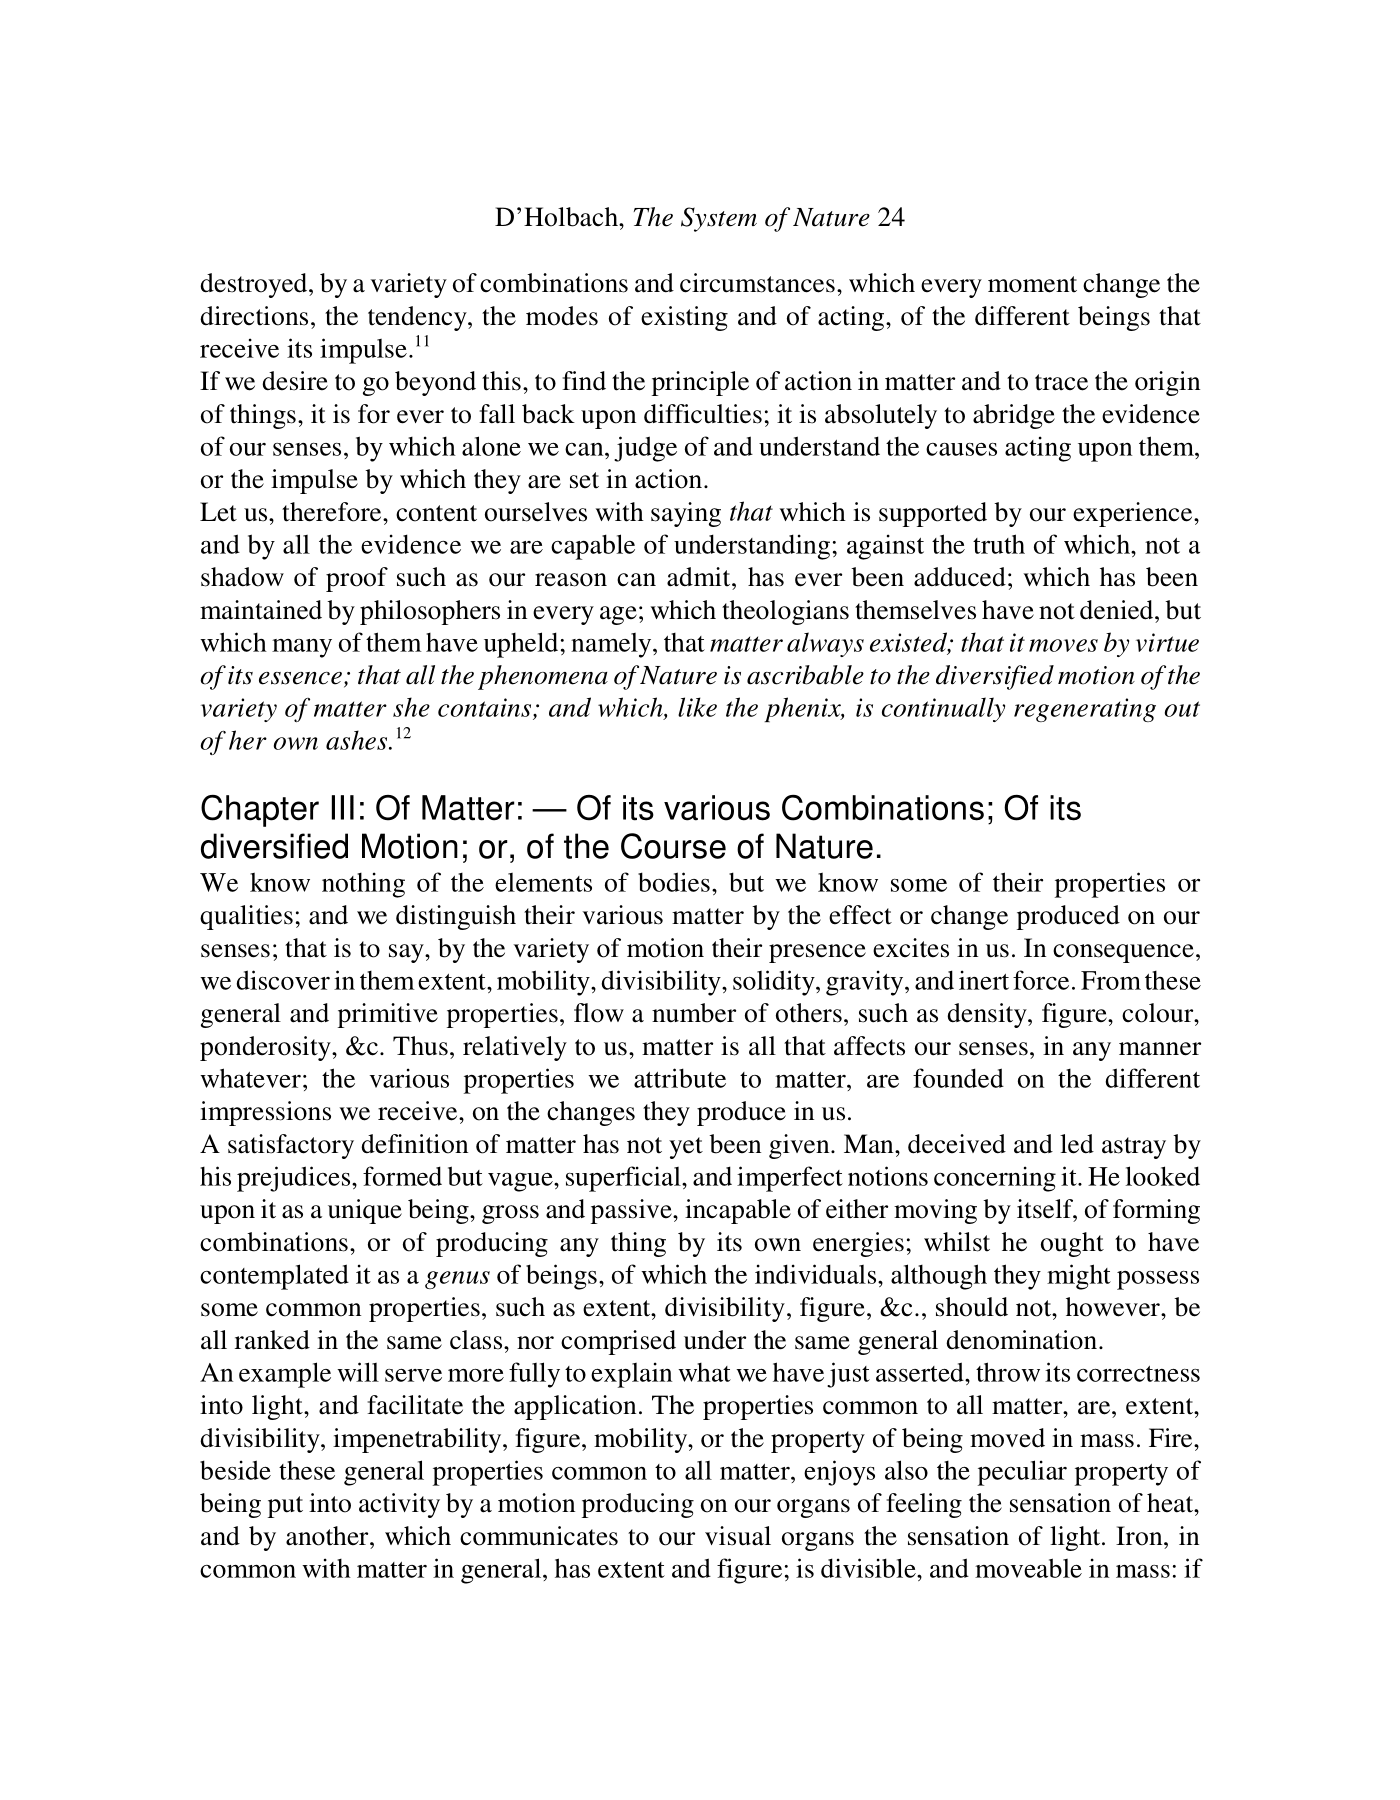 D’Holbach, The System of Nature 24
destroyed, by a variety of combinations and circumstances, which every moment change the
directions, the tendency, the modes of existing and of acting, of the different beings that
receive its impulse.11
If we desire to go beyond this, to find the principle of action in matter and to trace the origin
of things, it is for ever to fall back upon difficulties; it is absolutely to abridge the evidence
of our senses, by which alone we can, judge of and understand the causes acting upon them,
or the impulse by which they are set in action.
Let us, therefore, content ourselves with saying that which is supported by our experience,
and by all the evidence we are capable of understanding; against the truth of which, not a
shadow of proof such as our reason can admit, has ever been adduced; which has been
maintained by philosophers in every age; which theologians themselves have not denied, but
which many of them have upheld; namely, that matter always existed; that it moves by virtue
of its essence; that all the phenomena of Nature is ascribable to the diversified motion of the
variety of matter she contains; and which, like the phenix, is continually regenerating out
of her own ashes.12
Chapter III: Of Matter: — Of its various Combinations; Of its
diversified Motion; or, of the Course of Nature.
We know nothing of the elements of bodies, but we know some of their properties or
qualities; and we distinguish their various matter by the effect or change produced on our
senses; that is to say, by the variety of motion their presence excites in us. In consequence,
we discover in them extent, mobility, divisibility, solidity, gravity, and inert force. From these
general and primitive properties, flow a number of others, such as density, figure, colour,
ponderosity, &c. Thus, relatively to us, matter is all that affects our senses, in any manner
whatever; the various properties we attribute to matter, are founded on the different
impressions we receive, on the changes they produce in us.
A satisfactory definition of matter has not yet been given. Man, deceived and led astray by
his prejudices, formed but vague, superficial, and imperfect notions concerning it. He looked
upon it as a unique being, gross and passive, incapable of either moving by itself, of forming
combinations, or of producing any thing by its own energies; whilst he ought to have
contemplated it as a genus of beings, of which the individuals, although they might possess
some common properties, such as extent, divisibility, figure, &c., should not, however, be
all ranked in the same class, nor comprised under the same general denomination.
An example will serve more fully to explain what we have just asserted, throw its correctness
into light, and facilitate the application. The properties common to all matter, are, extent,
divisibility, impenetrability, figure, mobility, or the property of being moved in mass. Fire,
beside these general properties common to all matter, enjoys also the peculiar property of
being put into activity by a motion producing on our organs of feeling the sensation of heat,
and by another, which communicates to our visual organs the sensation of light. Iron, in
common with matter in general, has extent and figure; is divisible, and moveable in mass: if